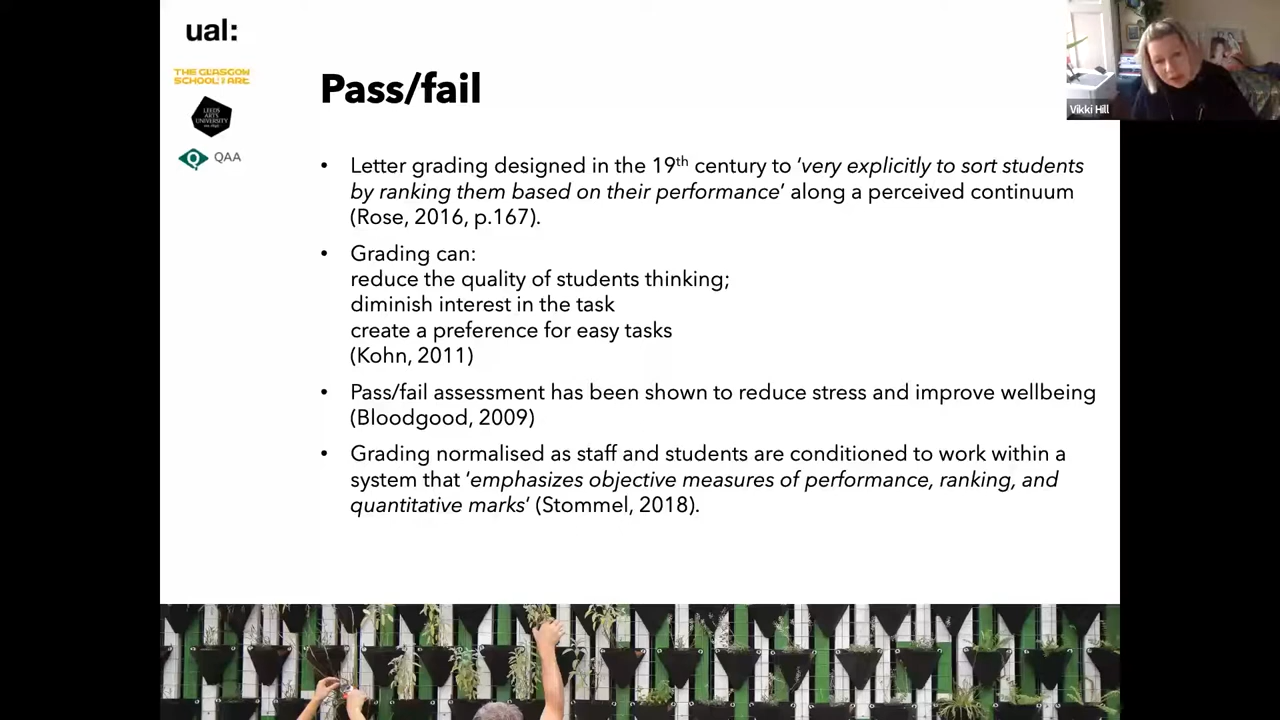 ual:
THE GLASGOW
SCHOOL OF ART
LEEDS
ARTS
UNIVERSITY
QAA
Pass/fail
Vikki Hill
• Letter grading designed in the 19th century to ‘very explicitly to sort students
by ranking them based on their performance’ along a perceived continuum
(Rose, 2016, p.167).
• Grading can:
reduce the quality of students thinking;
diminish interest in the task
create a preference for easy tasks
(Kohn, 2011)
• Pass/fail assessment has been shown to reduce stress and improve wellbeing
(Bloodgood, 2009)
• Grading normalised as staff and students are conditioned to work within a
system that ‘emphasizes objective measures of performance, ranking, and
quantitative marks’ (Stommel, 2018).